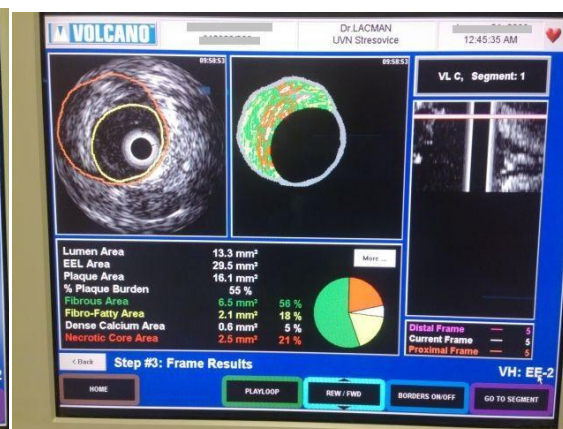 VOLCANO
Dr.LACMAN
UVN Stresovice
12:45:35 AM
09:58:53
09:58:53
VL C, Segment: 1
Lumen Area 13.3 mm²
EEL Area 29.5 mm²
Plaque Area 16.1 mm²
% Plaque Burden 55 %
Fibrous Area 6.5 mm² 56 %
Fibro-Fatty Area 2.1 mm² 18 %
Dense Calcium Area 0.6 mm² 5 %
Necrotic Core Area 2.5 mm² 21 %
More ...
Distal Frame 5
Current Frame 5
Proximal Frame 5
< Back Step #3: Frame Results
VH: EE-2
HOME
PLAYLOOP
REW / FWD
BORDERS ON/OFF
GO TO SEGMENT